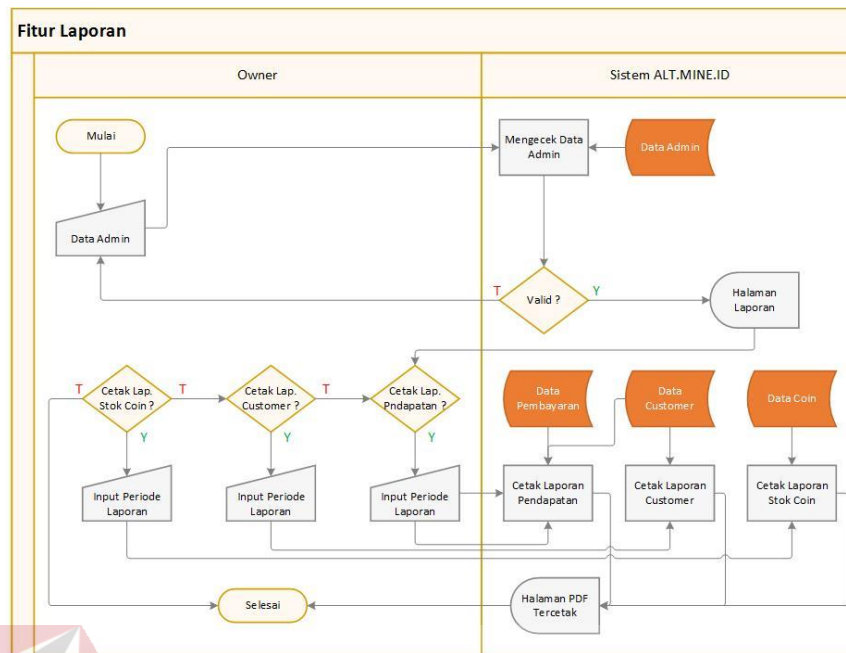 Fitur Laporan
Owner
Sistem ALT.MINE.ID
Mulai
Mengecek Data
Admin
Data Admin
Data Admin
T
Valid ?
Y
Halaman
Laporan
T
Cetak Lap.
Stok Coin ?
T
Cetak Lap.
Customer ?
T
Cetak Lap.
Pndapatan ?
Data
Pembayaran
Data
Customer
Data Coin
Y
Y
Y
Input Periode
Laporan
Input Periode
Laporan
Input Periode
Laporan
Cetak Laporan
Pendapatan
Cetak Laporan
Customer
Cetak Laporan
Stok Coin
Selesai
Halaman PDF
Tercetak